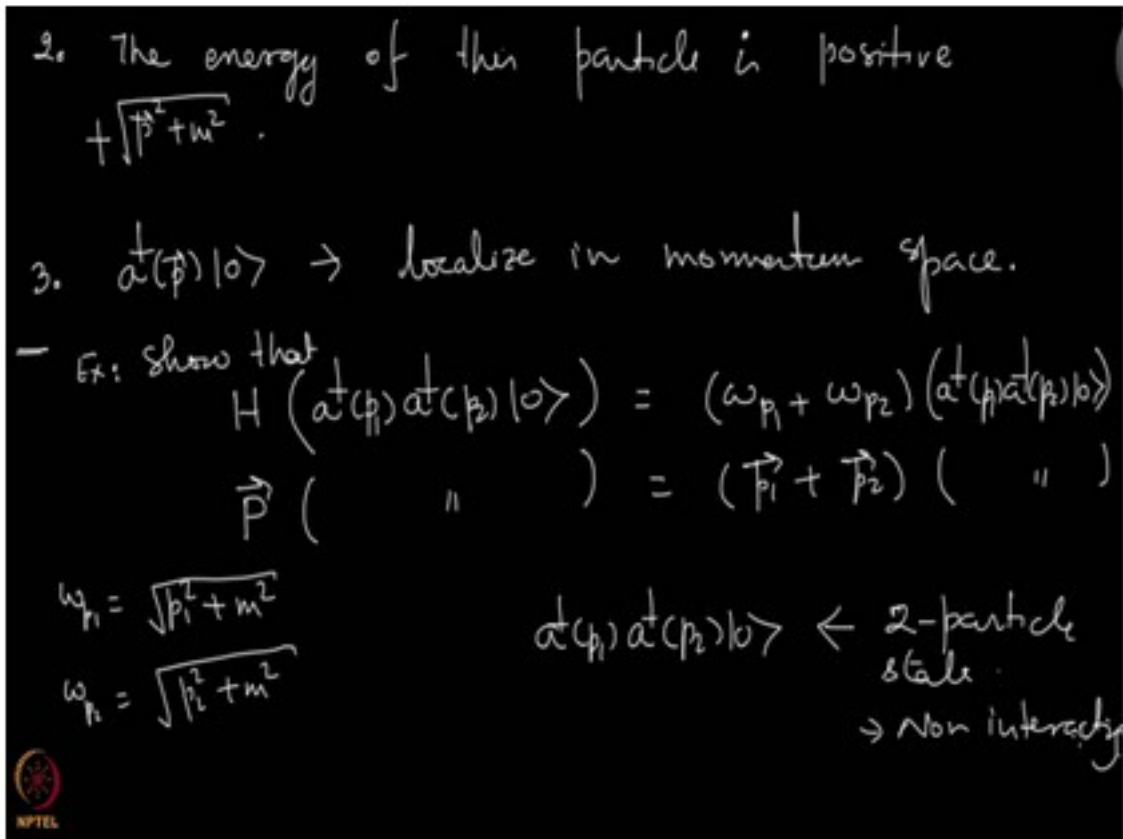 2. The energy of this particle is positive
+√(p⃗² + m²) .
3. a†(p⃗)|0⟩ → localize in momentum space.
– Ex: Show that
H (a†(p₁) a†(p₂)|0⟩) = (ω_p₁ + ω_p₂) (a†(p₁)a†(p₂)|0⟩)
P⃗ ( " ) = (p⃗₁ + p⃗₂) ( " )
ω_p₁ = √(p₁² + m²)
a†(p₁) a†(p₂)|0⟩ ← 2-particle
state.
ω_p₂ = √(p₂² + m²)
→ Non interacting
NPTEL